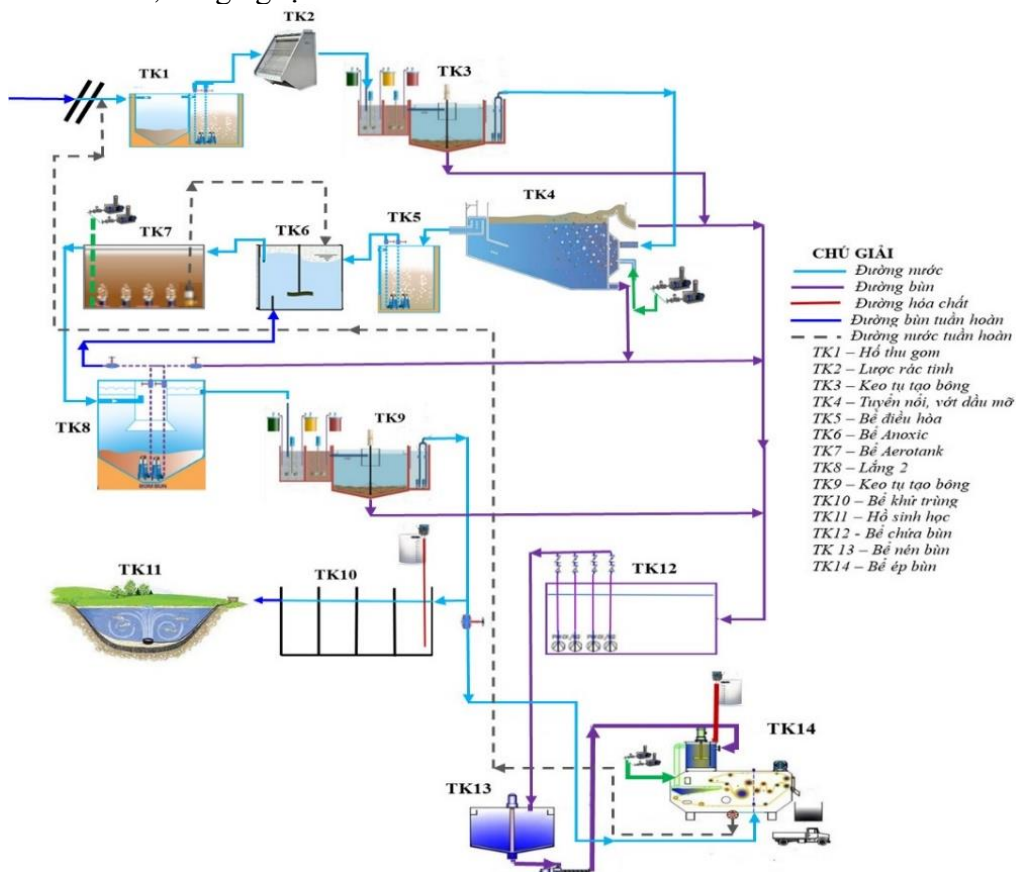 TK2
TK1
TK3
TK4
TK7
TK6
TK5
CHÚ GIẢI
Đường nước
Đường bùn
Đường hóa chất
Đường bùn tuần hoàn
Đường nước tuần hoàn
TK1 – Hố thu gom
TK2 – Lược rác tinh
TK3 – Keo tụ tạo bông
TK4 – Tuyển nổi, vớt dầu mỡ
TK5 – Bể điều hòa
TK6 – Bể Anoxic
TK7 – Bể Aerotank
TK8 – Lắng 2
TK9 – Keo tụ tạo bông
TK10 – Bể khử trùng
TK11 – Hồ sinh học
TK12 - Bể chứa bùn
TK 13 – Bể nén bùn
TK14 – Bể ép bùn
TK8
TK9
TK11
TK10
TK12
TK14
TK13